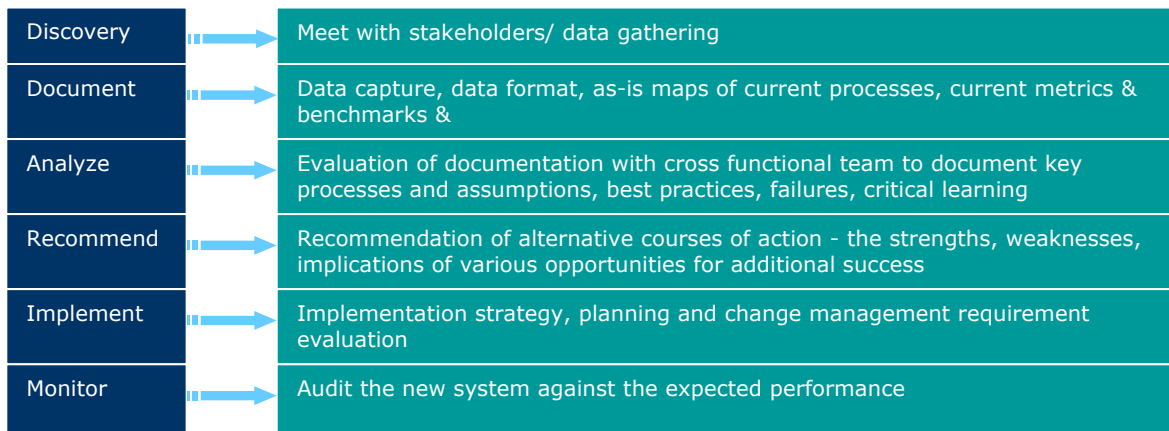 Discovery
Meet with stakeholders/ data gathering
Document
Data capture, data format, as-is maps of current processes, current metrics &
benchmarks &
Analyze
Evaluation of documentation with cross functional team to document key
processes and assumptions, best practices, failures, critical learning
Recommend
Recommendation of alternative courses of action - the strengths, weaknesses,
implications of various opportunities for additional success
Implement
Implementation strategy, planning and change management requirement
evaluation
Monitor
Audit the new system against the expected performance